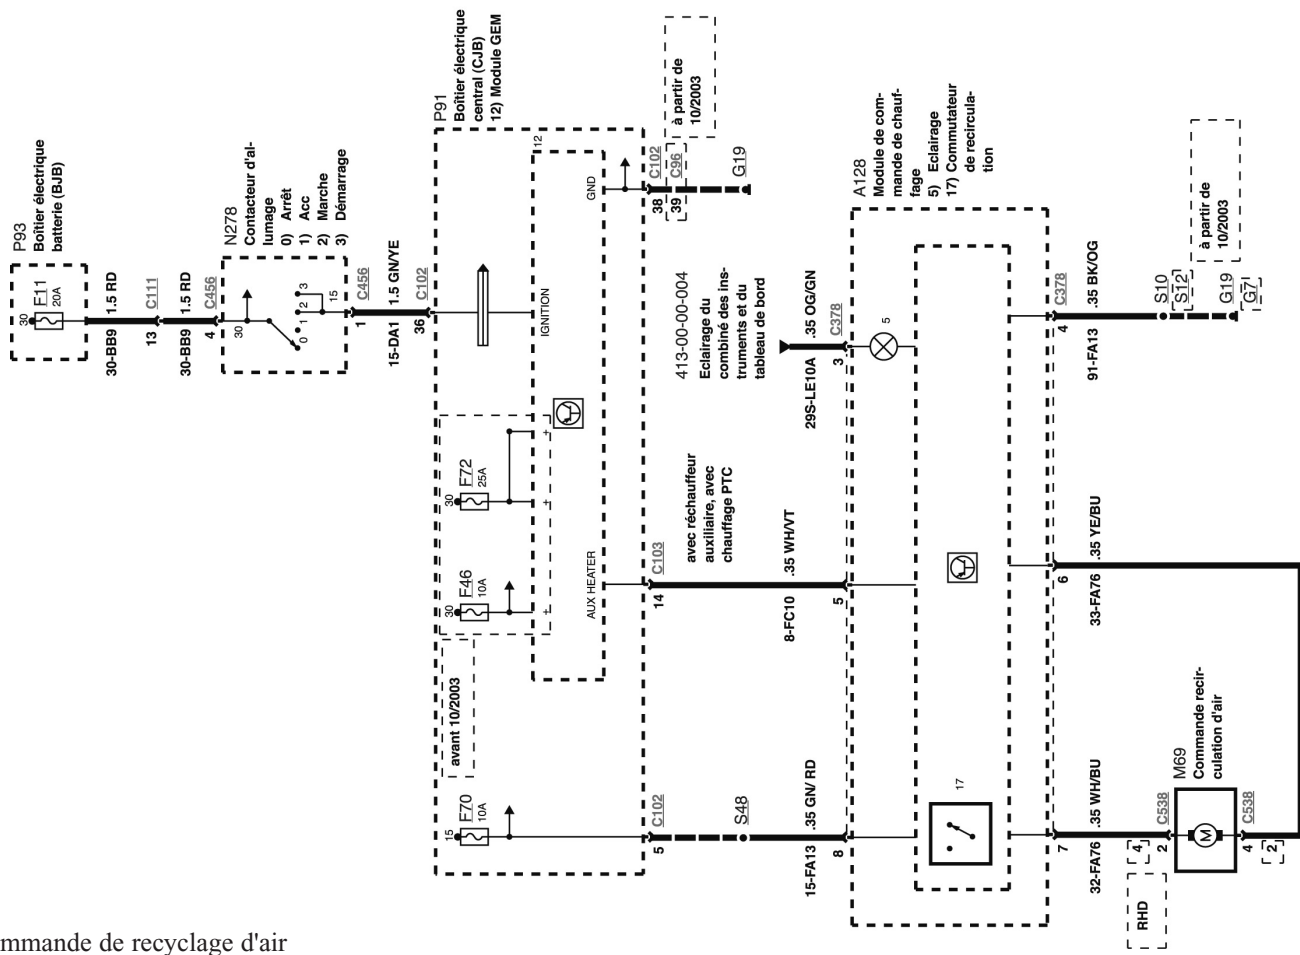 P93
Boîtier électrique
batterie (BJB)
30
F11
20A
30-BB9
1.5 RD
13
C111
30-BB9
1.5 RD
4
C456
N278
Contacteur d'al-
lumage
0) Arrêt
1) Acc
2) Marche
3) Démarrage
30
0
1
2
3
15
C456
1
15-DA1
1.5 GN/YE
36
C102
P91
Boîtier électrique
central (CJB)
12) Module GEM
12
IGNITION
GND
AUX HEATER
30
F72
25A
+
+
30
F46
10A
+
avant 10/2003
15
F70
10A
38
C102
39
C96
à partir de
10/2003
G19
413-00-00-004
Eclairage du
combiné des ins-
truments et du
tableau de bord
29S-LE10A
.35 OG/GN
3
C378
5
14
C103
avec réchauffeur
auxiliaire, avec
chauffage PTC
8-FC10
.35 WH/VT
5
5
C102
S48
15-FA13
.35 GN/ RD
8
A128
Module de com-
mande de chauf-
fage
5) Eclairage
17) Commutateur
de recircula-
tion
17
4
C378
91-FA13
.35 BK/OG
S10
S12
G19
G7
à partir de
10/2003
6
33-FA76
.35 YE/BU
7
32-FA76
.35 WH/BU
RHD
4
2
C538
M69
Commande recir-
culation d'air
M
4
C538
2
mmande de recyclage d'air